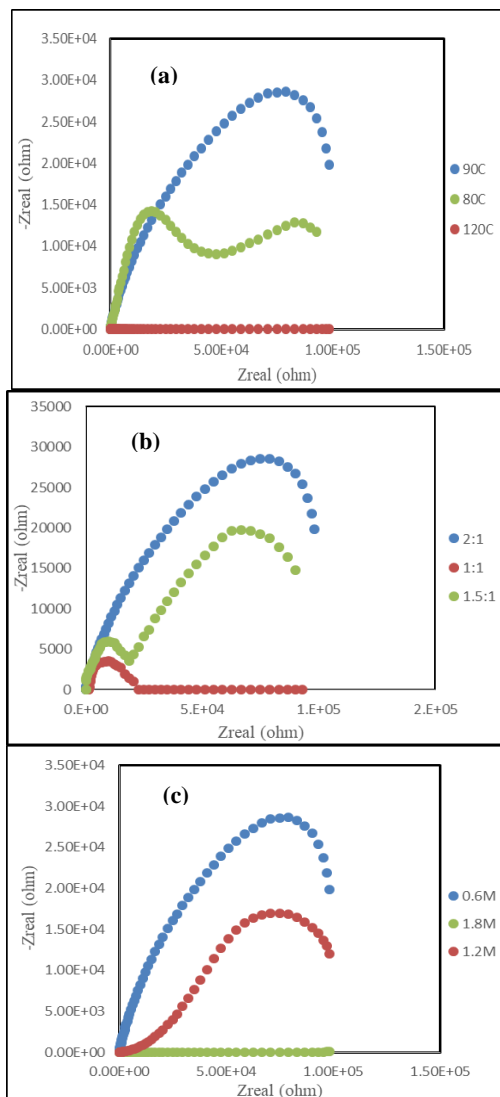 (a)
3.50E+04
3.00E+04
2.50E+04
2.00E+04
1.50E+04
1.00E+04
5.00E+03
0.00E+00
0.00E+00 5.00E+04 1.00E+05 1.50E+05
-Zreal (ohm)
Zreal (ohm)
90C
80C
120C
(b)
35000
30000
25000
20000
15000
10000
5000
0
0.E+00 5.E+04 1.E+05 2.E+05
-Zreal (ohm)
Zreal (ohm)
2:1
1:1
1.5:1
(c)
3.50E+04
3.00E+04
2.50E+04
2.00E+04
1.50E+04
1.00E+04
5.00E+03
0.00E+00
0.00E+00 5.00E+04 1.00E+05 1.50E+05
-Zreal (ohm)
Zreal (ohm)
0.6M
1.8M
1.2M